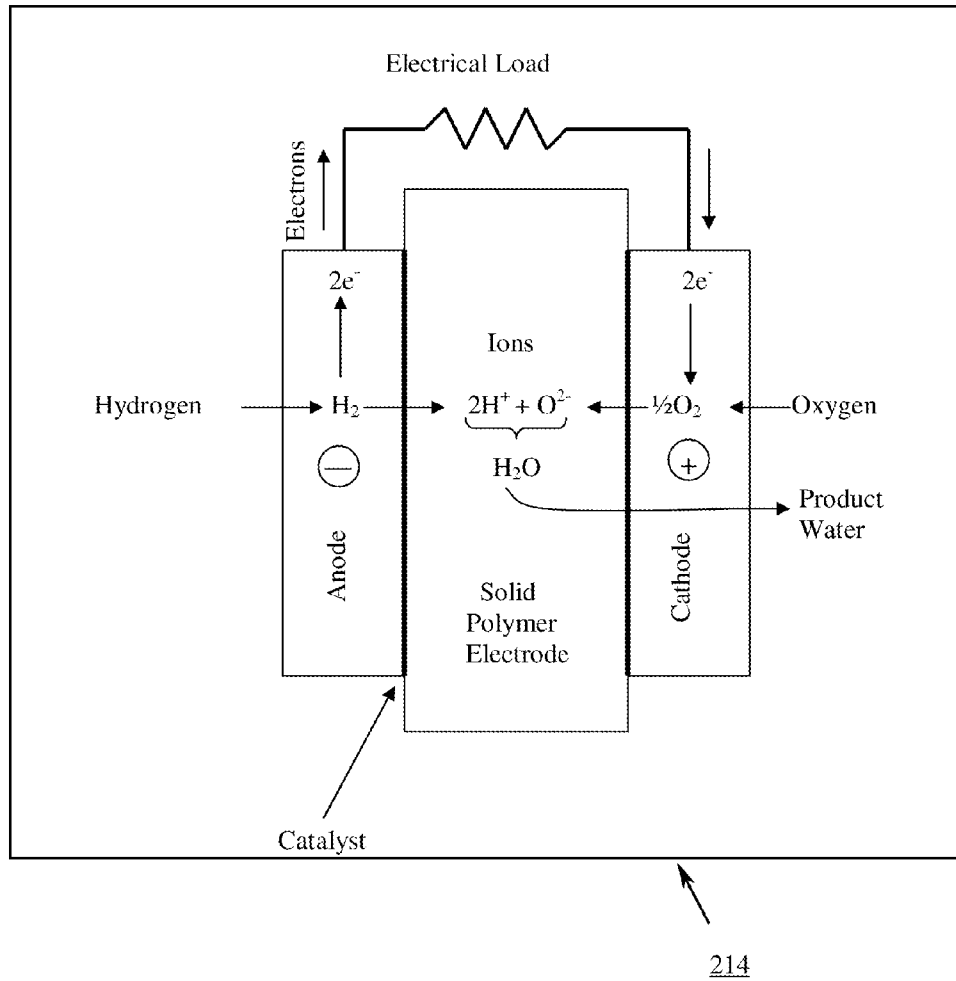 Electrical Load
Electrons
2e⁻
2e⁻
Ions
Hydrogen
H₂
2H⁺ + O²⁻
½O₂
Oxygen
H₂O
—
+
Product
Water
Anode
Cathode
Solid
Polymer
Electrode
Catalyst
214